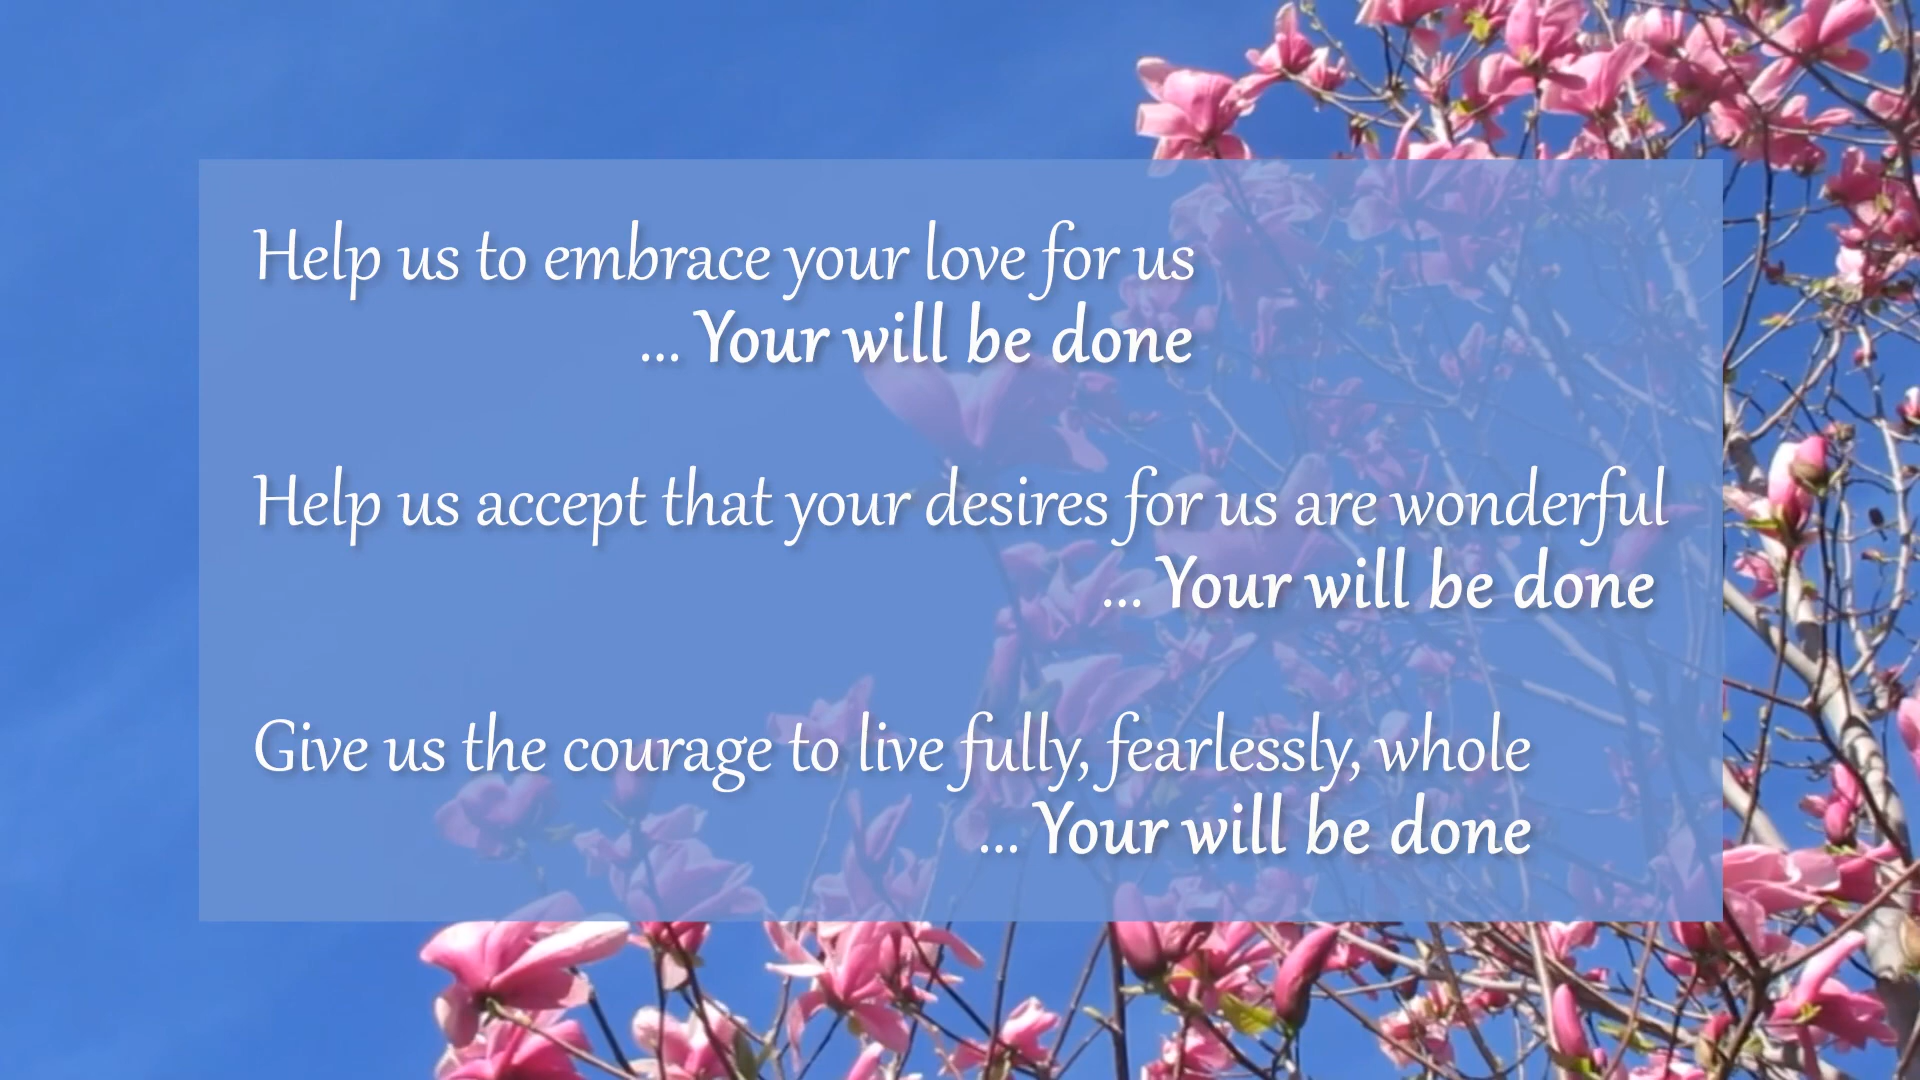 Help us to embrace your love for us
... Your will be done
Help us accept that your desires for us are wonderful
... Your will be done
Give us the courage to live fully, fearlessly, whole
... Your will be done